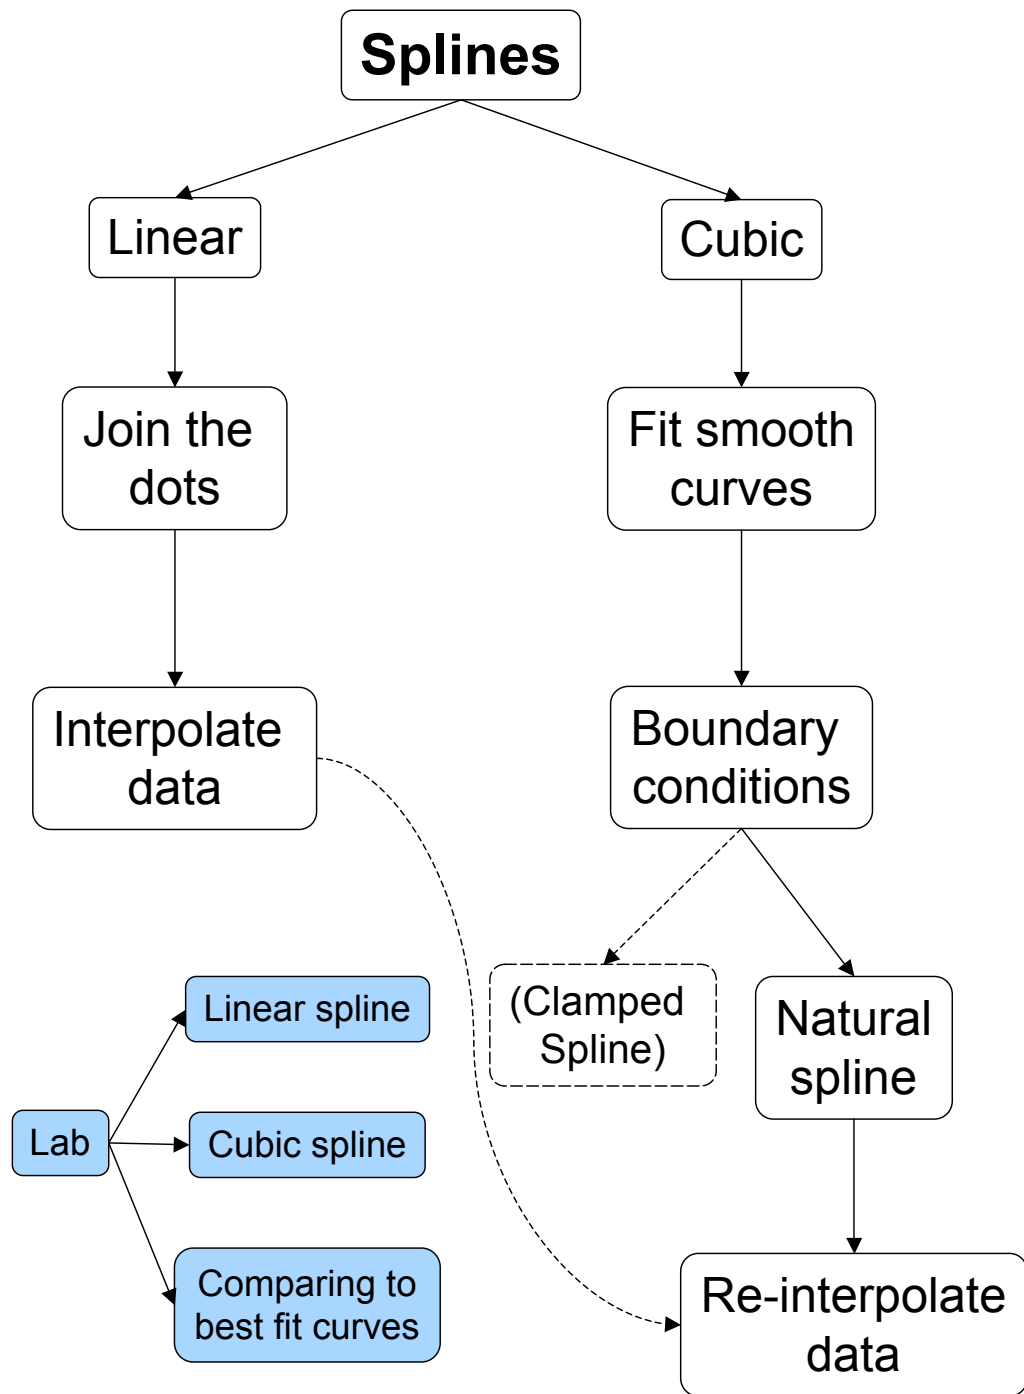 Splines
Linear
Cubic
Join the
dots
Fit smooth
curves
Interpolate
data
Boundary
conditions
(Clamped
Spline)
Natural
spline
Linear spline
Lab
Cubic spline
Comparing to
best fit curves
Re-interpolate
data